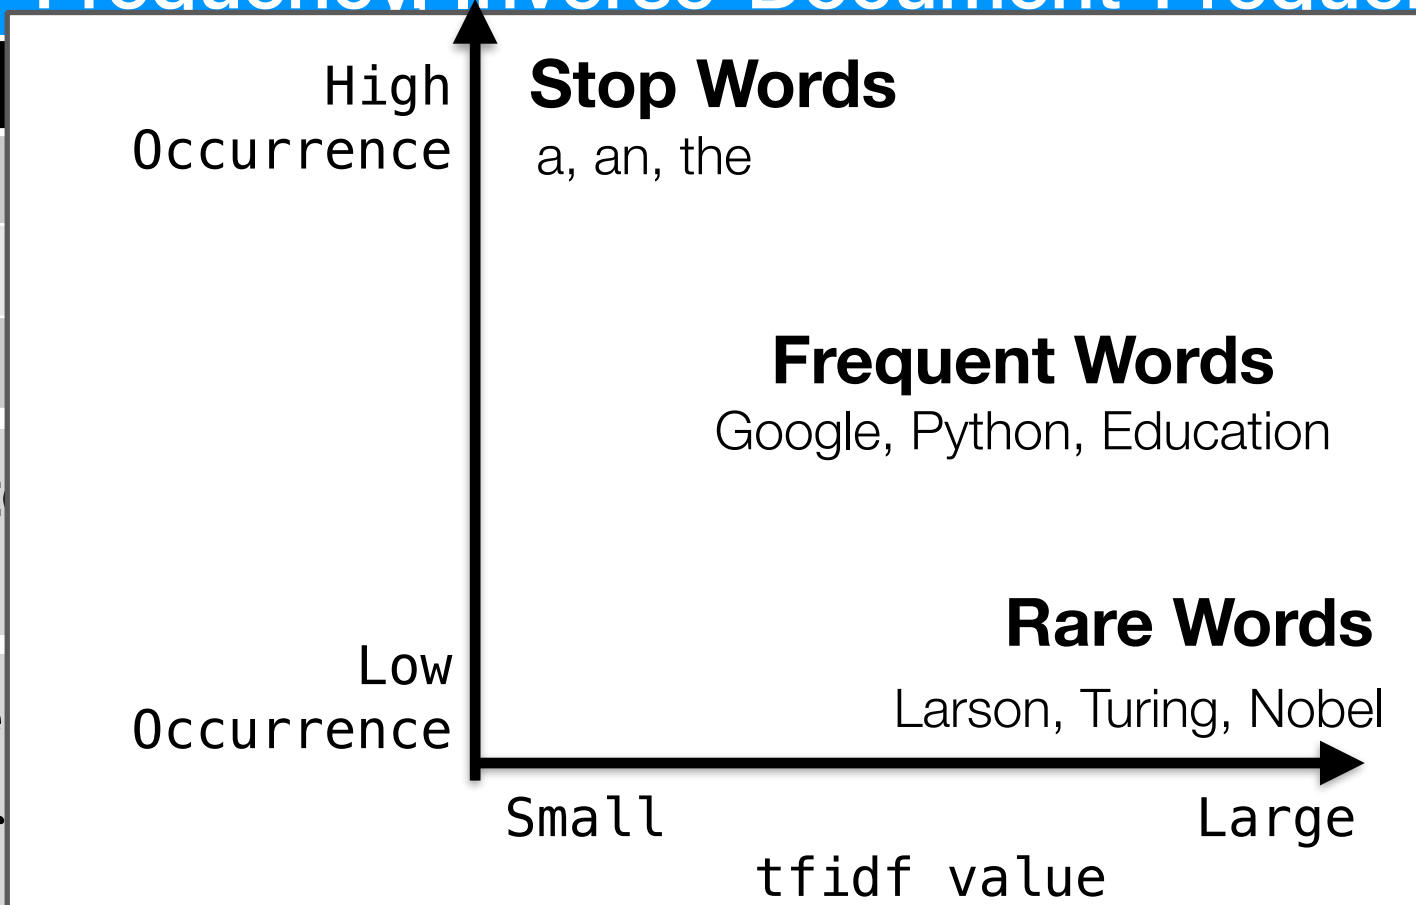 High
Occurrence
Stop Words
a, an, the
Frequent Words
Google, Python, Education
Rare Words
Larson, Turing, Nobel
Low
Occurrence
Small
Large
tfidf value